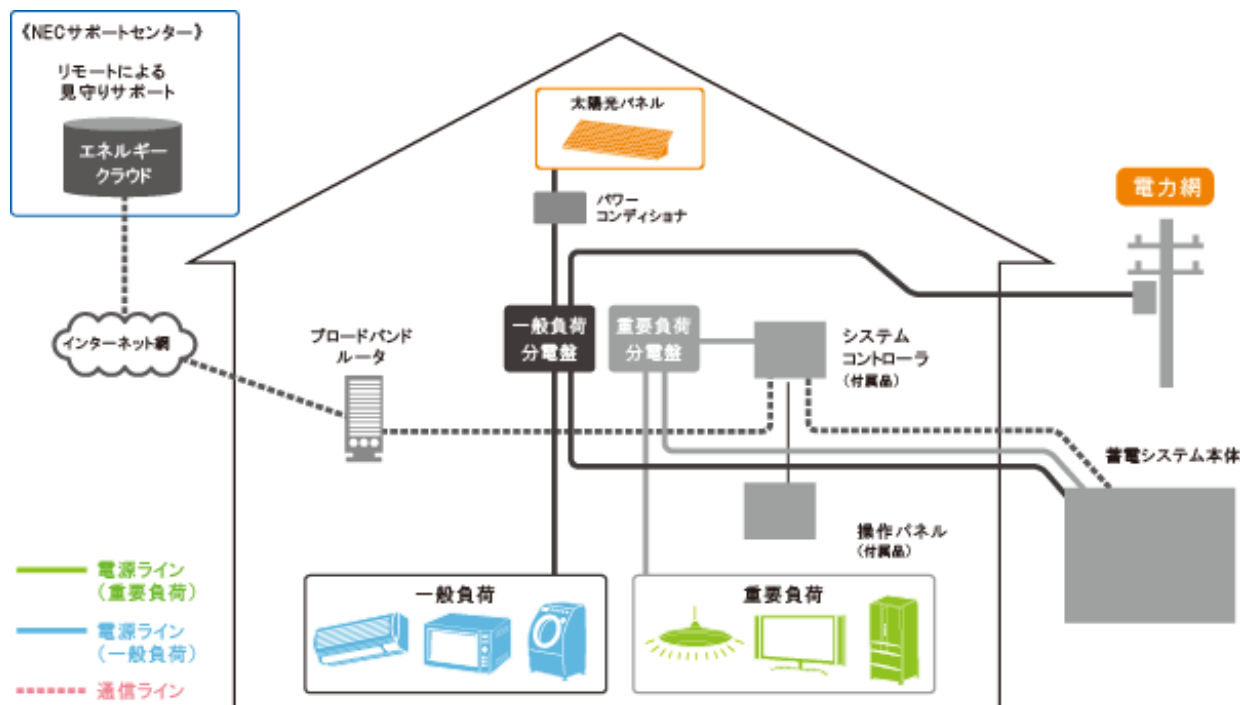 《NECサポートセンター》
リモートによる
見守りサポート
エネルギー
クラウド
インターネット網
太陽光パネル
パワー
コンディショナ
電力網
ブロードバンド
ルータ
一般負荷
分電盤
重要負荷
分電盤
システム
コントローラ
(付属品)
蓄電システム本体
操作パネル
(付属品)
一般負荷
重要負荷
電源ライン
(重要負荷)
電源ライン
(一般負荷)
通信ライン